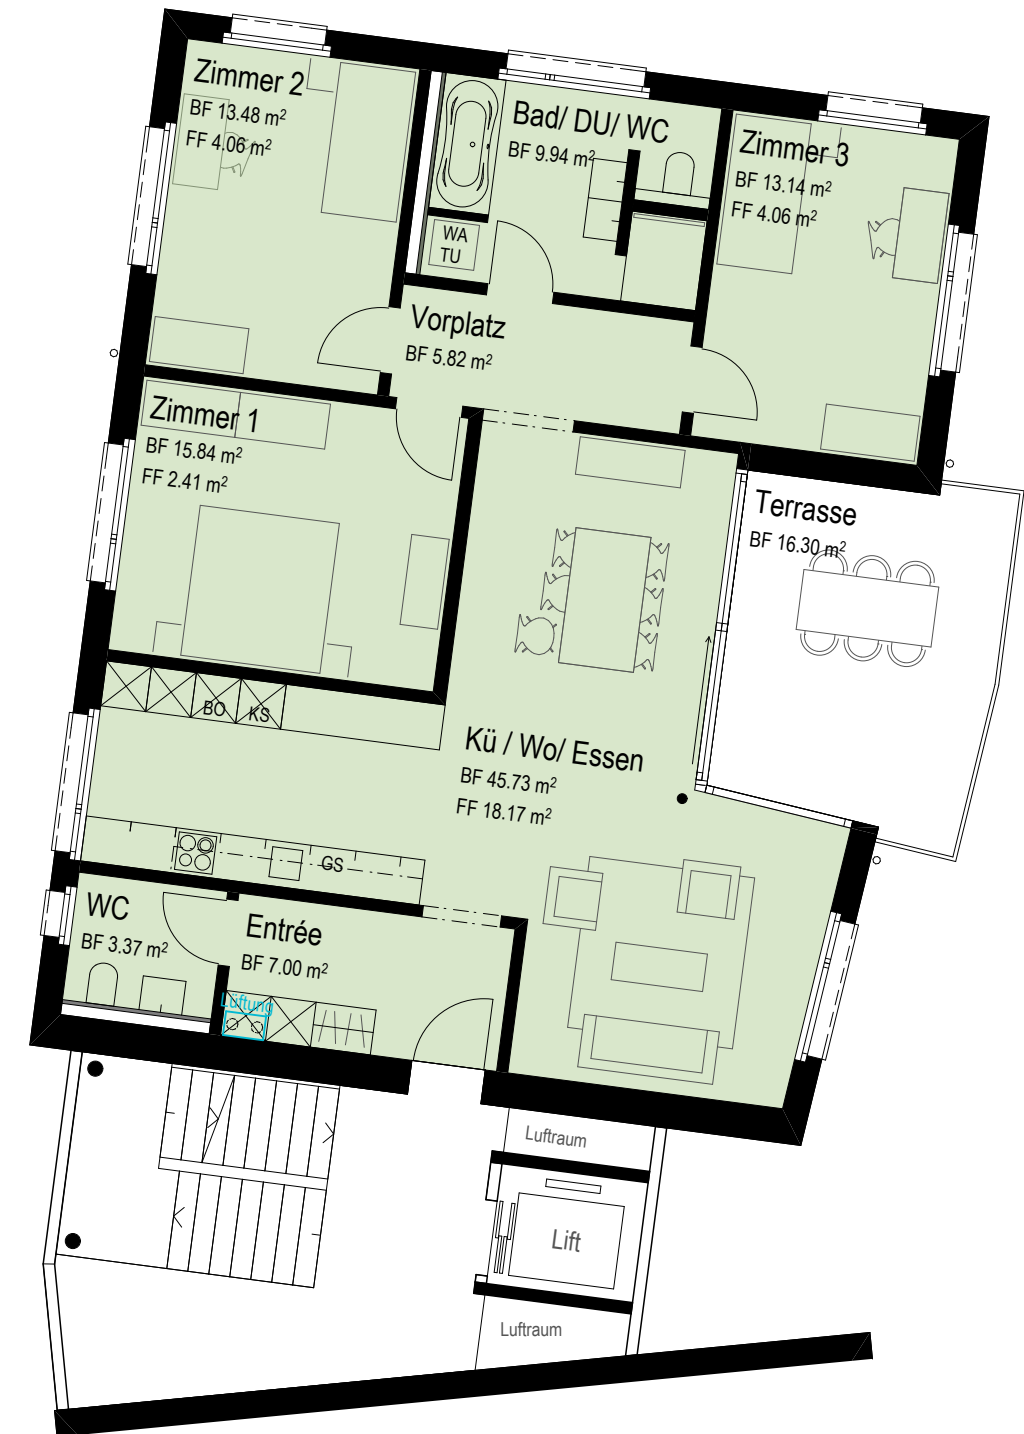 Zimmer 2
BF 13.48 m²
FF 4.06 m²
Bad/ DU/ WC
BF 9.94 m²
Zimmer 3
BF 13.14 m²
FF 4.06 m²
WA
TU
Vorplatz
BF 5.82 m²
Zimmer 1
BF 15.84 m²
FF 2.41 m²
Terrasse
BF 16.30 m²
BO
KS
Kü / Wo/ Essen
BF 45.73 m²
FF 18.17 m²
GS
WC
BF 3.37 m²
Entrée
BF 7.00 m²
Lüftung
Luftraum
Lift
Luftraum